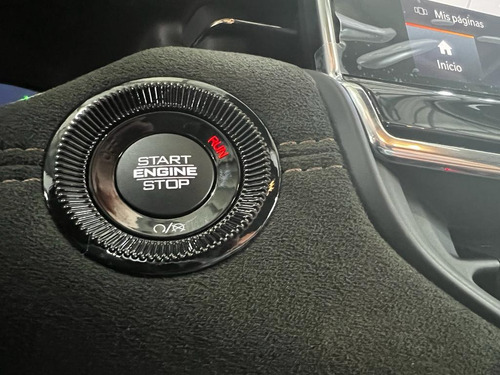 Mis páginas
Inicio
RUN
START
ENGINE
STOP